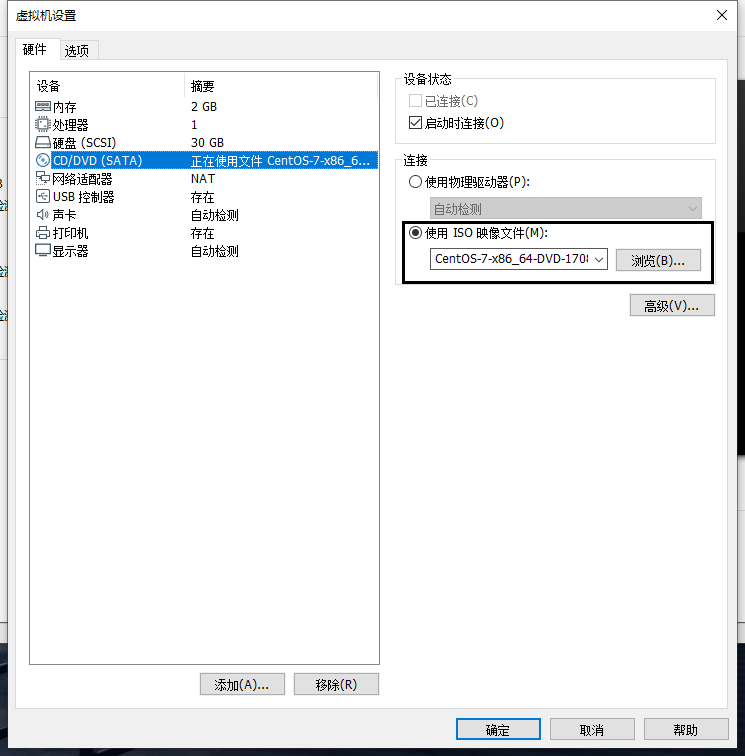 虚拟机设置
硬件 选项
设备 摘要
内存 2 GB
处理器 1
硬盘 (SCSI) 30 GB
CD/DVD (SATA) 正在使用文件 CentOS-7-x86_6...
网络适配器 NAT
USB 控制器 存在
声卡 自动检测
打印机 存在
显示器 自动检测
添加(A)... 移除(R)
设备状态
已连接(C)
启动时连接(O)
连接
使用物理驱动器(P):
自动检测
使用 ISO 映像文件(M):
CentOS-7-x86_64-DVD-1708 浏览(B)...
高级(V)...
确定 取消 帮助